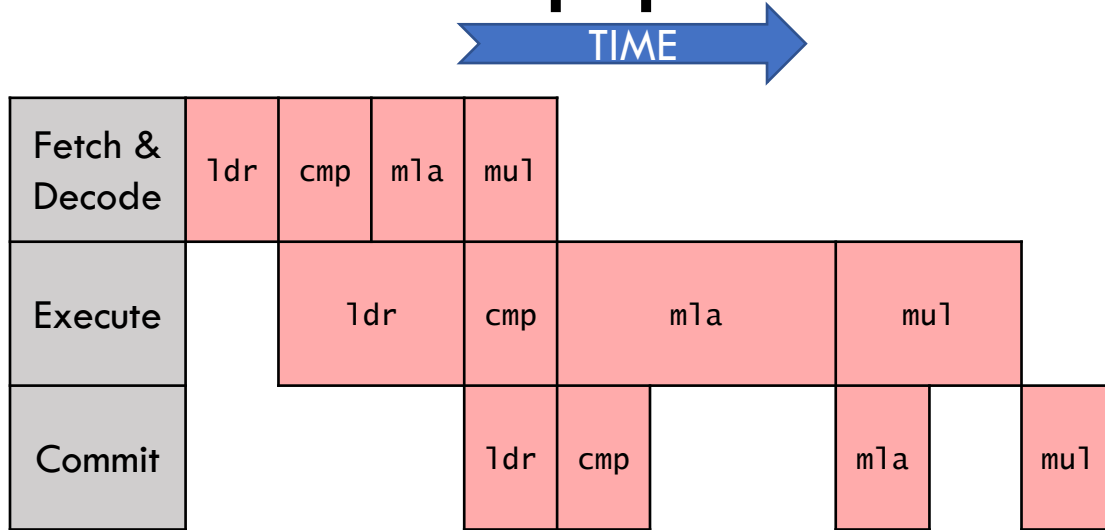 TIME
Fetch &
Decode
ldr cmp mla mul
Execute
ldr cmp mla mul
Commit
ldr cmp mla mul